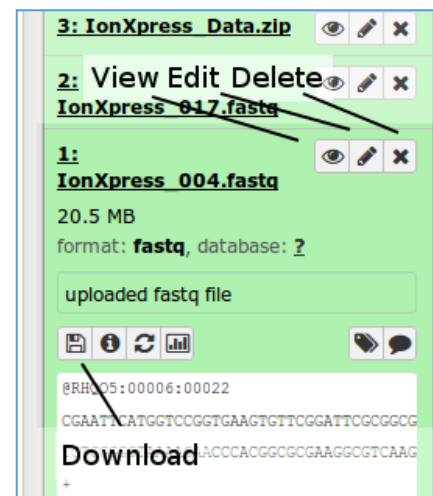 3: IonXpress_Data.zip
View Edit Delete
2:
IonXpress_017.fastq
1:
IonXpress_004.fastq
20.5 MB
format: fastq, database: ?
uploaded fastq file
@RHQO5:00006:00022
CGAATTCATGGTCCGGTGAAGTGTTCGGATTCGCGGCG
ACCCACGGCGCGAAGGCGTCAAG
Download
+